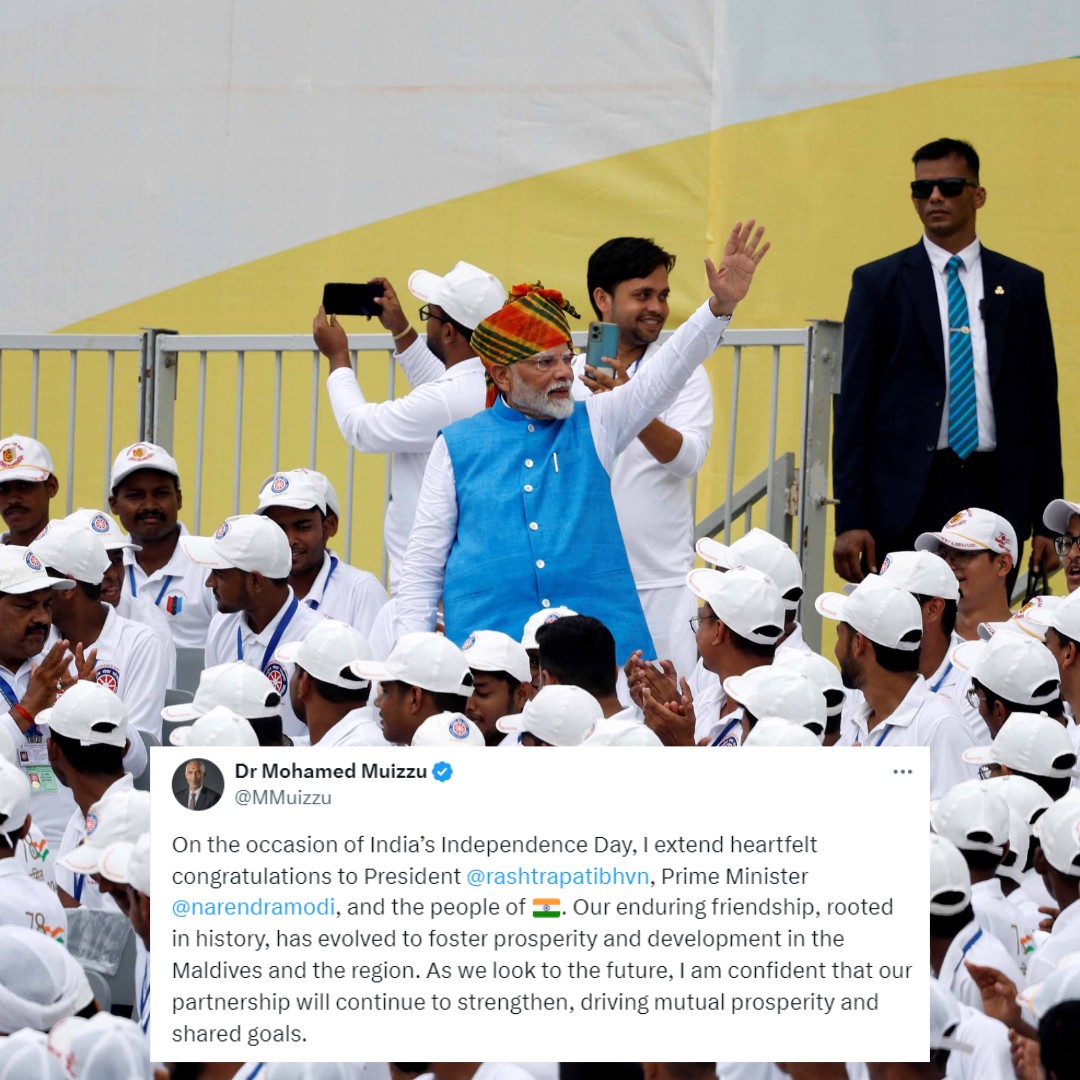 Dr Mohamed Muizzu
@MMuizzu
On the occasion of India’s Independence Day, I extend heartfelt
congratulations to President @rashtrapatibhvn, Prime Minister
@narendramodi, and the people of 🇮🇳. Our enduring friendship, rooted
in history, has evolved to foster prosperity and development in the
Maldives and the region. As we look to the future, I am confident that our
partnership will continue to strengthen, driving mutual prosperity and
shared goals.
78